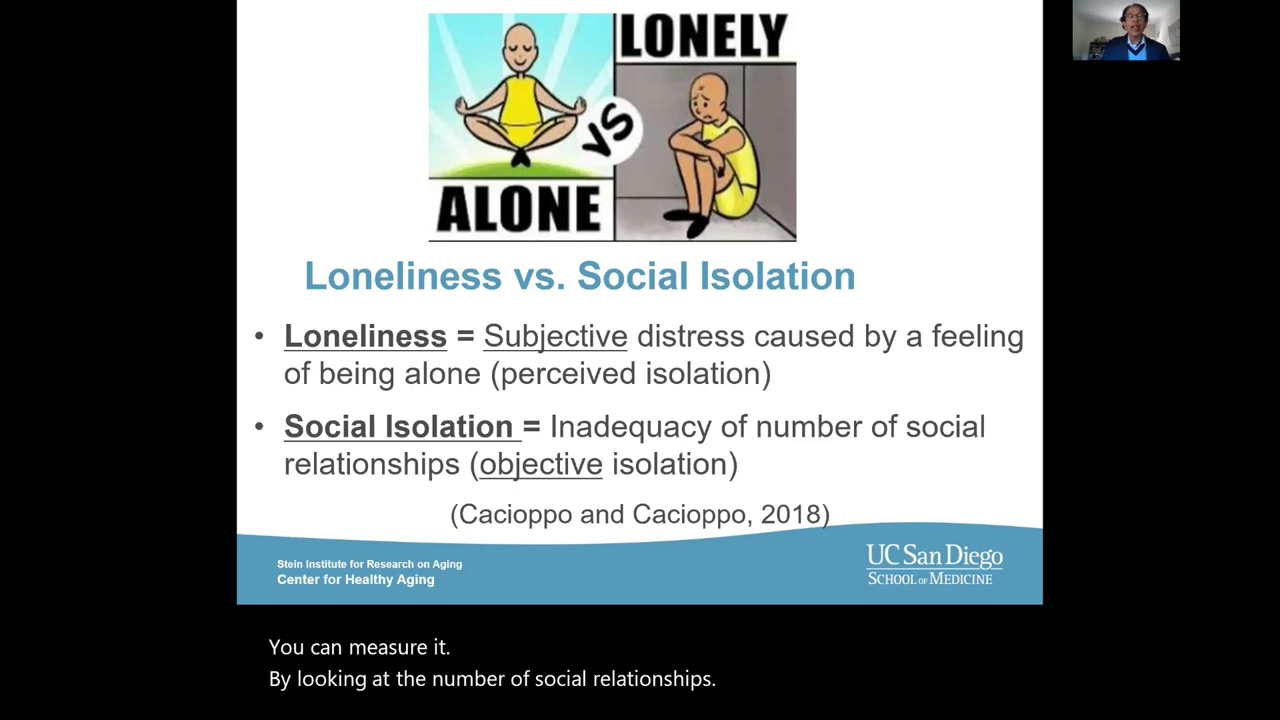 LONELY
VS
ALONE
Loneliness vs. Social Isolation
• Loneliness = Subjective distress caused by a feeling
of being alone (perceived isolation)
• Social Isolation = Inadequacy of number of social
relationships (objective isolation)
(Cacioppo and Cacioppo, 2018)
Stein Institute for Research on Aging
Center for Healthy Aging
UC San Diego
SCHOOL OF MEDICINE
You can measure it.
By looking at the number of social relationships.